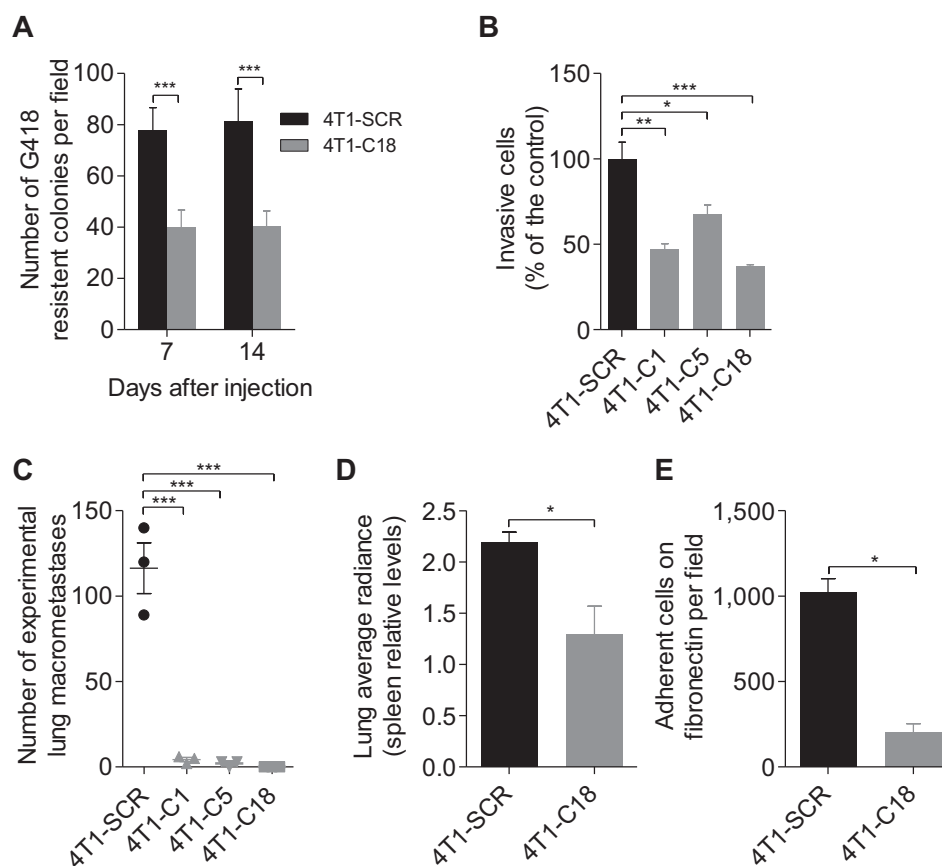 A
Number of G418
resistent colonies per field
100
80
60
40
20
0
***
***
4T1-SCR
4T1-C18
7
14
Days after injection
B
Invasive cells
(% of the control)
150
100
50
0
***
*
**
4T1-SCR
4T1-C1
4T1-C5
4T1-C18
C
Number of experimental
lung macrometastases
150
100
50
0
***
***
***
4T1-SCR
4T1-C1
4T1-C5
4T1-C18
D
Lung average radiance
(spleen relative levels)
2.5
2.0
1.5
1.0
0.5
0.0
*
4T1-SCR
4T1-C18
E
Adherent cells on
fibronectin per field
1,500
1,000
500
0
*
4T1-SCR
4T1-C18